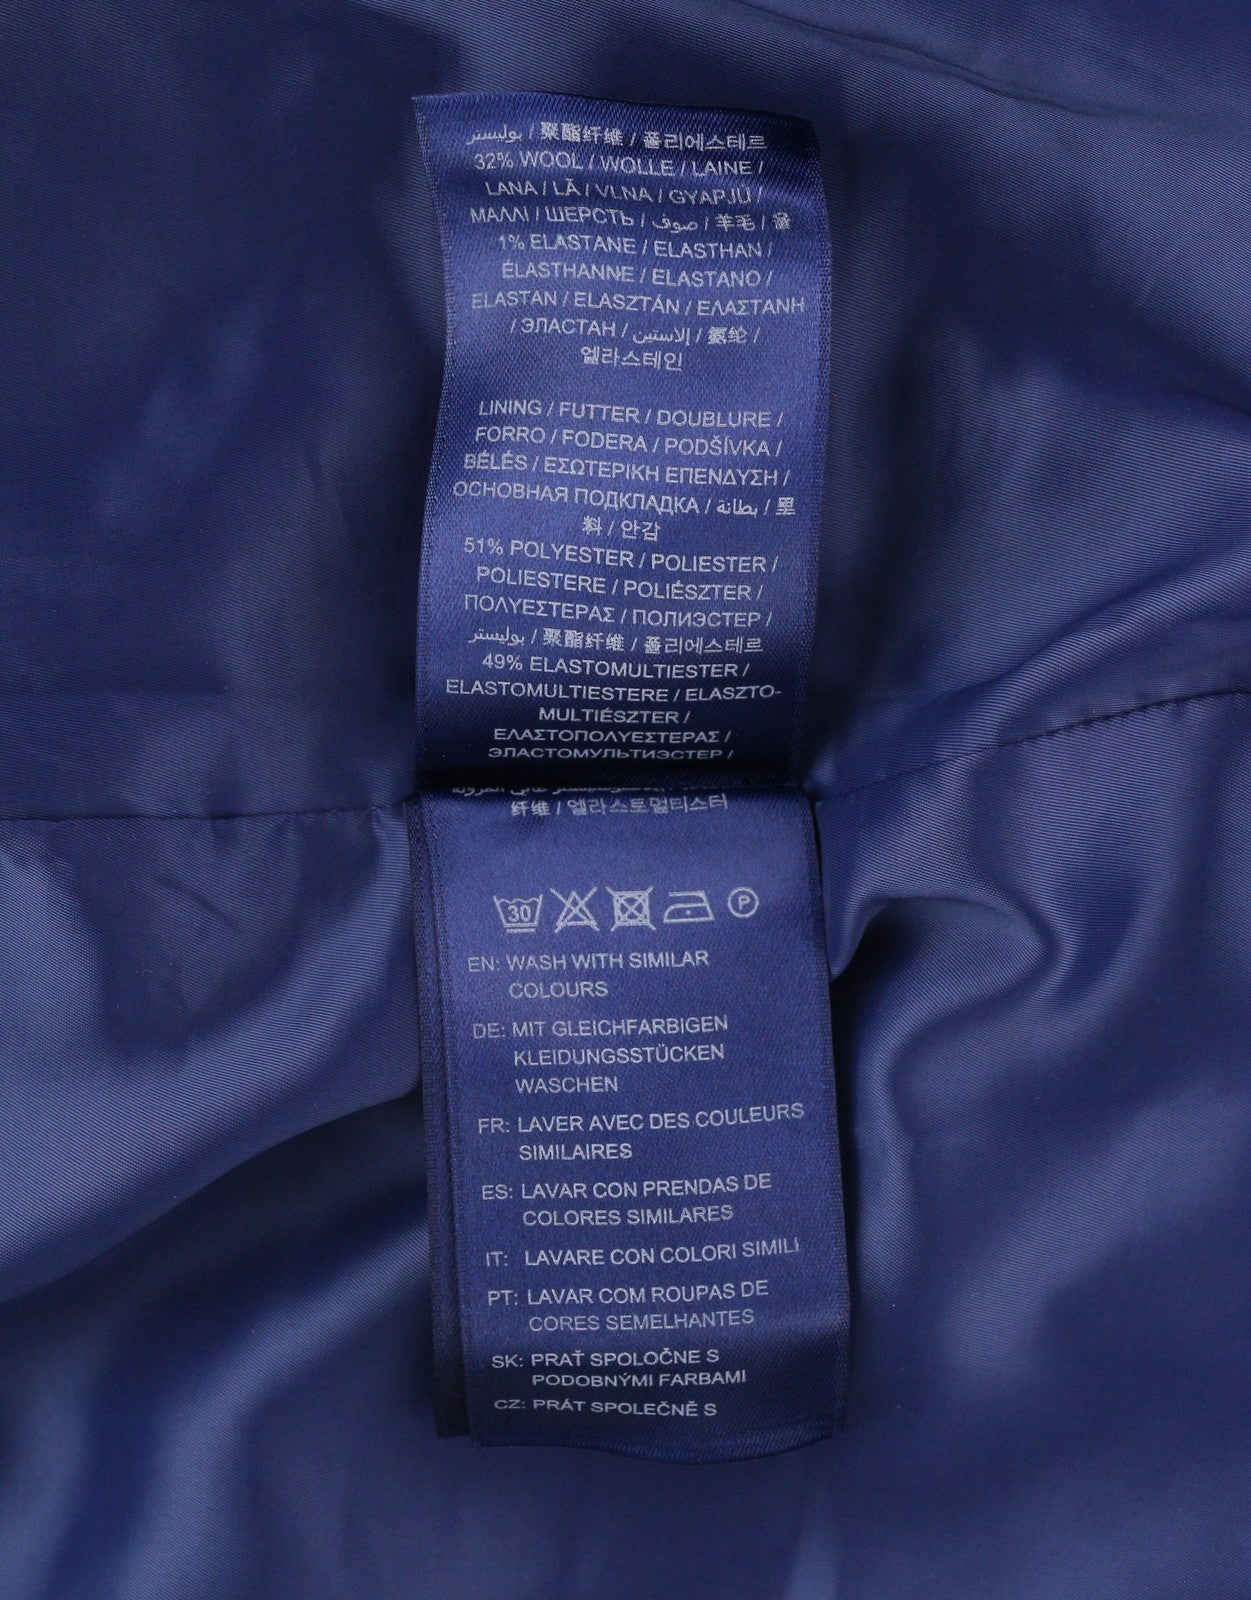 بوليستر / 聚酯纤维 / 폴리에스테르
32% WOOL / WOLLE / LAINE /
LANA / LÃ / VLNA / GYAPJÚ /
ΜΑΛΛΙ / ШЕРСТЬ / صوف / 羊毛 / 울
1% ELASTANE / ELASTHAN /
ÉLASTHANNE / ELASTANO /
ELASTAN / ELASZTÁN / ΕΛΑΣΤΑΝΗ
/ ЭЛАСТАН / إلاستين / 氨纶 /
엘라스테인
LINING / FUTTER / DOUBLURE /
FORRO / FODERA / PODŠÍVKA /
BÉLÉS / ΕΣΩΤΕΡΙΚΗ ΕΠΕΝΔΥΣΗ /
ОСНОВНАЯ ПОДКЛАДКА / بطانة / 里
料 / 안감
51% POLYESTER / POLIESTER /
POLIESTERE / POLIÉSZTER /
ΠΟΛΥΕΣΤΕΡΑΣ / ПОЛИЭСТЕР /
بوليستر / 聚酯纤维 / 폴리에스테르
49% ELASTOMULTIESTER /
ELASTOMULTIESTERE / ELASZTO-
MULTIÉSZTER /
ΕΛΑΣΤΟΠΟΛΥΕΣΤΕΡΑΣ /
ЭЛАСТОМУЛЬТИЭСТЕР /
纤维 / 엘라스토멀티스터
30 P
EN: WASH WITH SIMILAR
COLOURS
DE: MIT GLEICHFARBIGEN
KLEIDUNGSSTÜCKEN
WASCHEN
FR: LAVER AVEC DES COULEURS
SIMILAIRES
ES: LAVAR CON PRENDAS DE
COLORES SIMILARES
IT: LAVARE CON COLORI SIMILI
PT: LAVAR COM ROUPAS DE
CORES SEMELHANTES
SK: PRAŤ SPOLOČNE S
PODOBNÝMI FARBAMI
CZ: PRÁT SPOLEČNĚ S